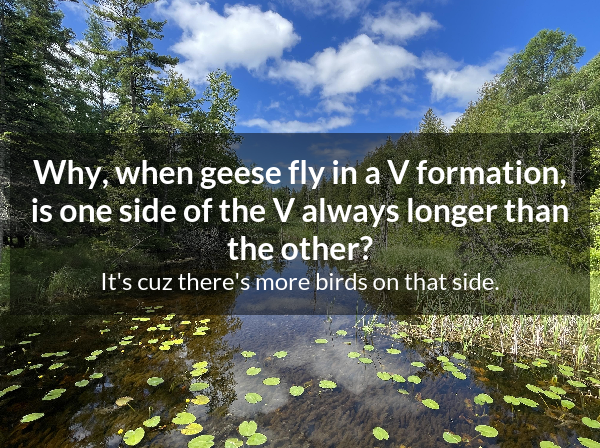 Why, when geese fly in a V formation,
is one side of the V always longer than
the other?
It's cuz there's more birds on that side.